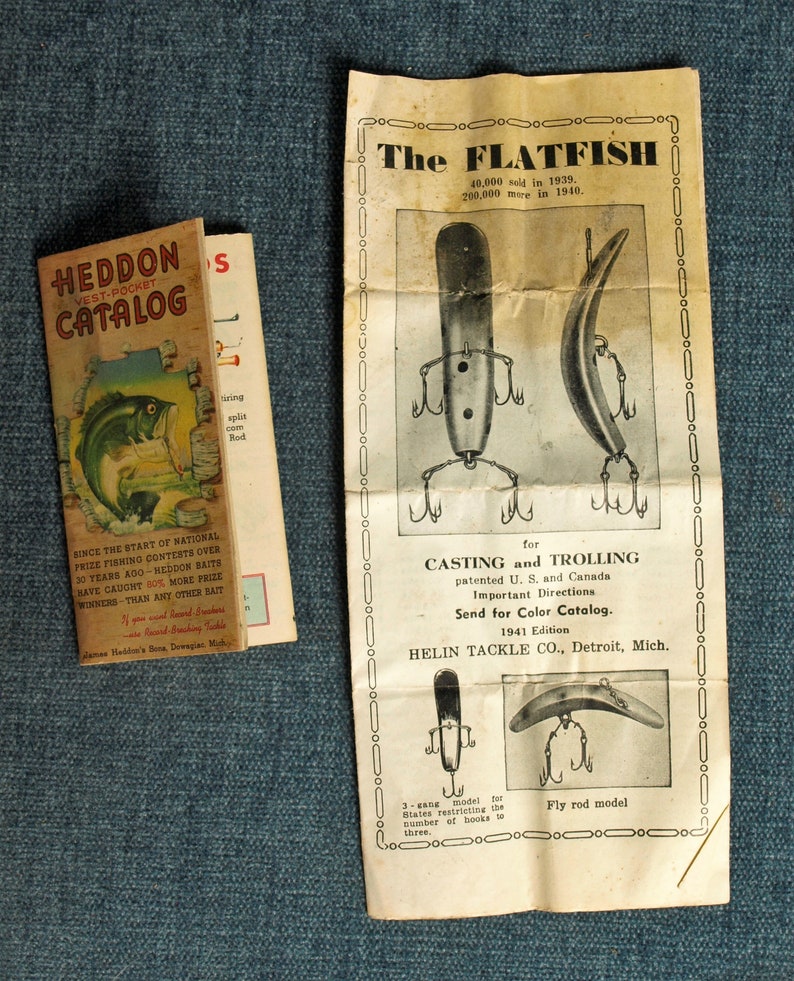 HEDDON
VEST-POCKET
CATALOG
SINCE THE START OF NATIONAL
PRIZE FISHING CONTESTS OVER
30 YEARS AGO—HEDDON BAITS
HAVE CAUGHT 80% MORE PRIZE
WINNERS—THAN ANY OTHER BAIT
If you want Record-Breakers
—use Record-Breaking Tackle
James Heddon's Sons, Dowagiac, Mich.
DS
tiring
split
com
Rod
The FLATFISH
40,000 sold in 1939.
200,000 more in 1940.
for
CASTING and TROLLING
patented U. S. and Canada
Important Directions
Send for Color Catalog.
1941 Edition
HELIN TACKLE CO., Detroit, Mich.
3 - gang model for
States restricting the
number of hooks to
three.
Fly rod model